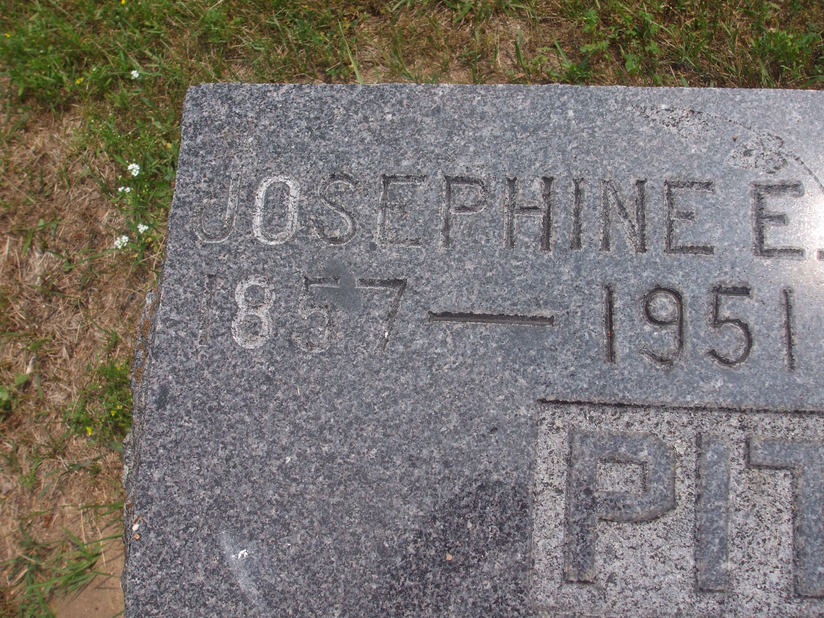 JOSEPHINE E.
1857 — 1951
PIT